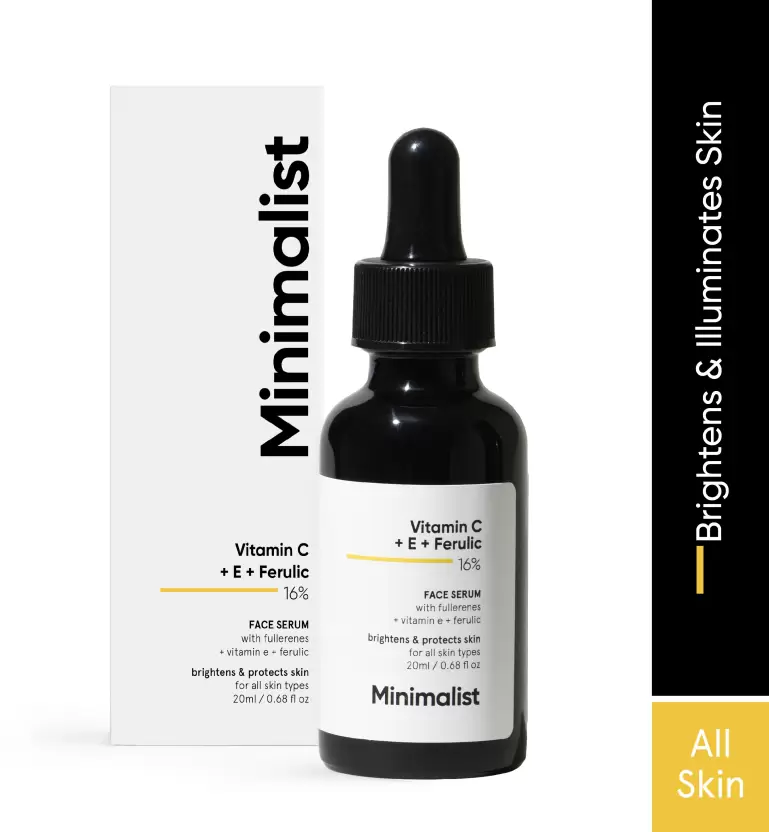 Minimalist
Vitamin C
+ E + Ferulic
16%
FACE SERUM
with fullerenes
+ vitamin e + ferulic
brightens & protects skin
for all skin types
20ml / 0.68 fl oz
Vitamin C
+ E + Ferulic
16%
FACE SERUM
with fullerenes
+ vitamin e + ferulic
brightens & protects skin
for all skin types
20ml / 0.68 fl oz
Minimalist
Brightens & Illuminates Skin
All
Skin